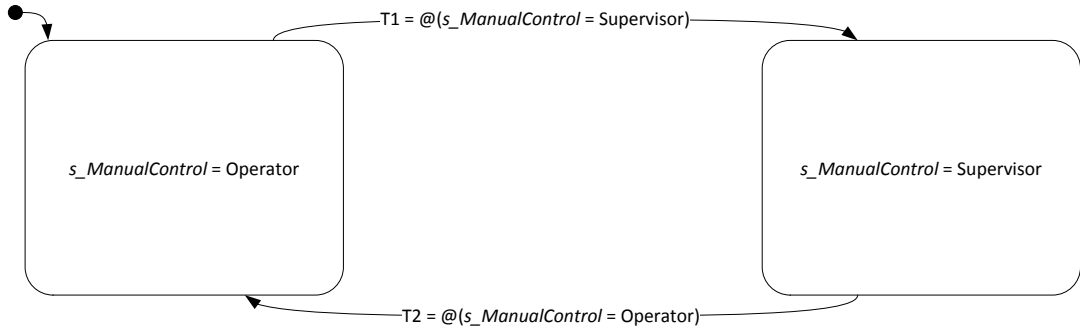 T1 = @(s_ManualControl = Supervisor)
s_ManualControl = Operator
s_ManualControl = Supervisor
T2 = @(s_ManualControl = Operator)